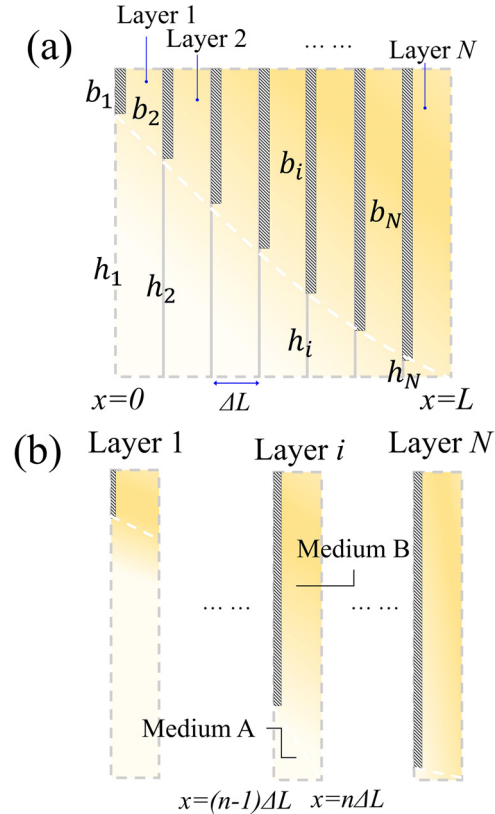 Layer 1
(a)
Layer 2
... ...
Layer N
b1
b2
bi
bN
h1
h2
hi
hN
x=0
ΔL
x=L
(b)
Layer 1
Layer i
Layer N
Medium B
... ...
... ...
Medium A
x=(n-1)ΔL
x=nΔL